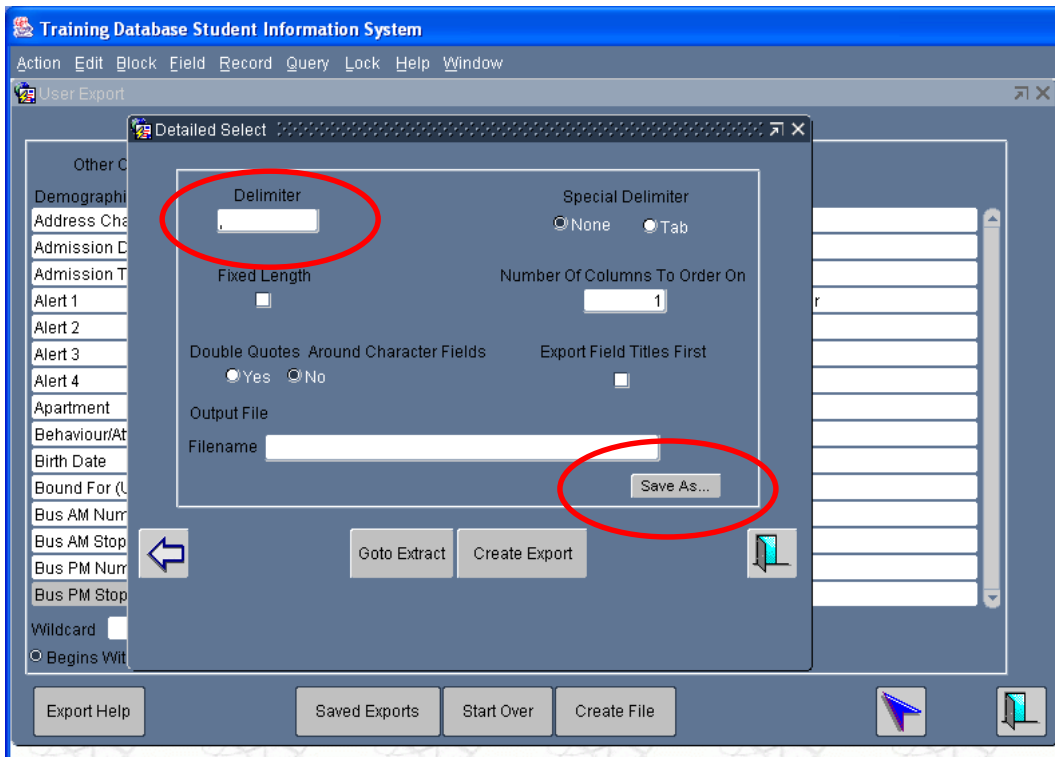 Training Database Student Information System
Action Edit Block Field Record Query Lock Help Window
User Export
Detailed Select
Other C
Demographi
Address Cha
Admission D
Admission T
Alert 1
Alert 2
Alert 3
Alert 4
Apartment
Behaviour/At
Birth Date
Bound For (U
Bus AM Num
Bus AM Stop
Bus PM Num
Bus PM Stop
Wildcard
Begins Wit
Delimiter
,
Special Delimiter
None Tab
Fixed Length
Number Of Columns To Order On
1
r
Double Quotes Around Character Fields
Yes No
Export Field Titles First
Output File
Filename
Save As...
Goto Extract Create Export
Export Help Saved Exports Start Over Create File